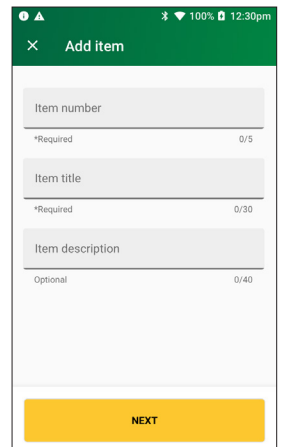 100% 12:30pm
× Add item
Item number
*Required 0/5
Item title
*Required 0/30
Item description
Optional 0/40
NEXT